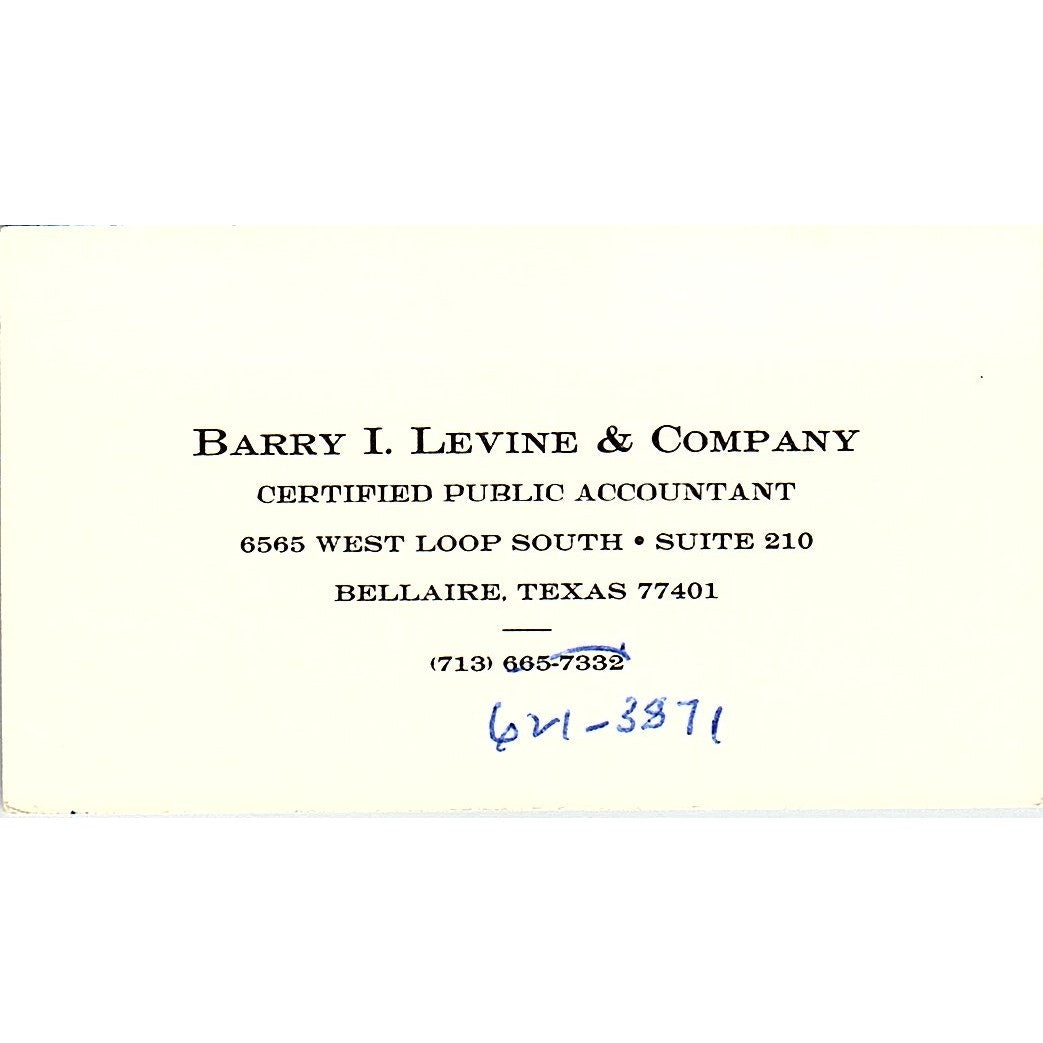 BARRY I. LEVINE & COMPANY
CERTIFIED PUBLIC ACCOUNTANT
6565 WEST LOOP SOUTH • SUITE 210
BELLAIRE, TEXAS 77401
(713) 665-7332
621-3871